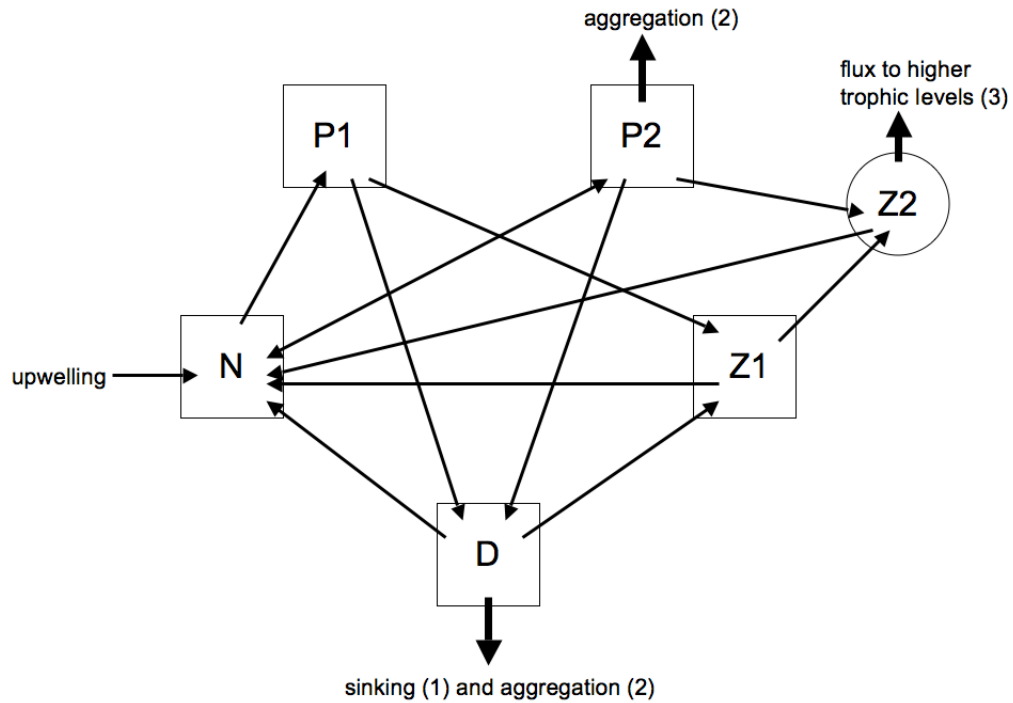 aggregation (2)
flux to higher
trophic levels (3)
P1
P2
Z2
upwelling
N
Z1
D
sinking (1) and aggregation (2)